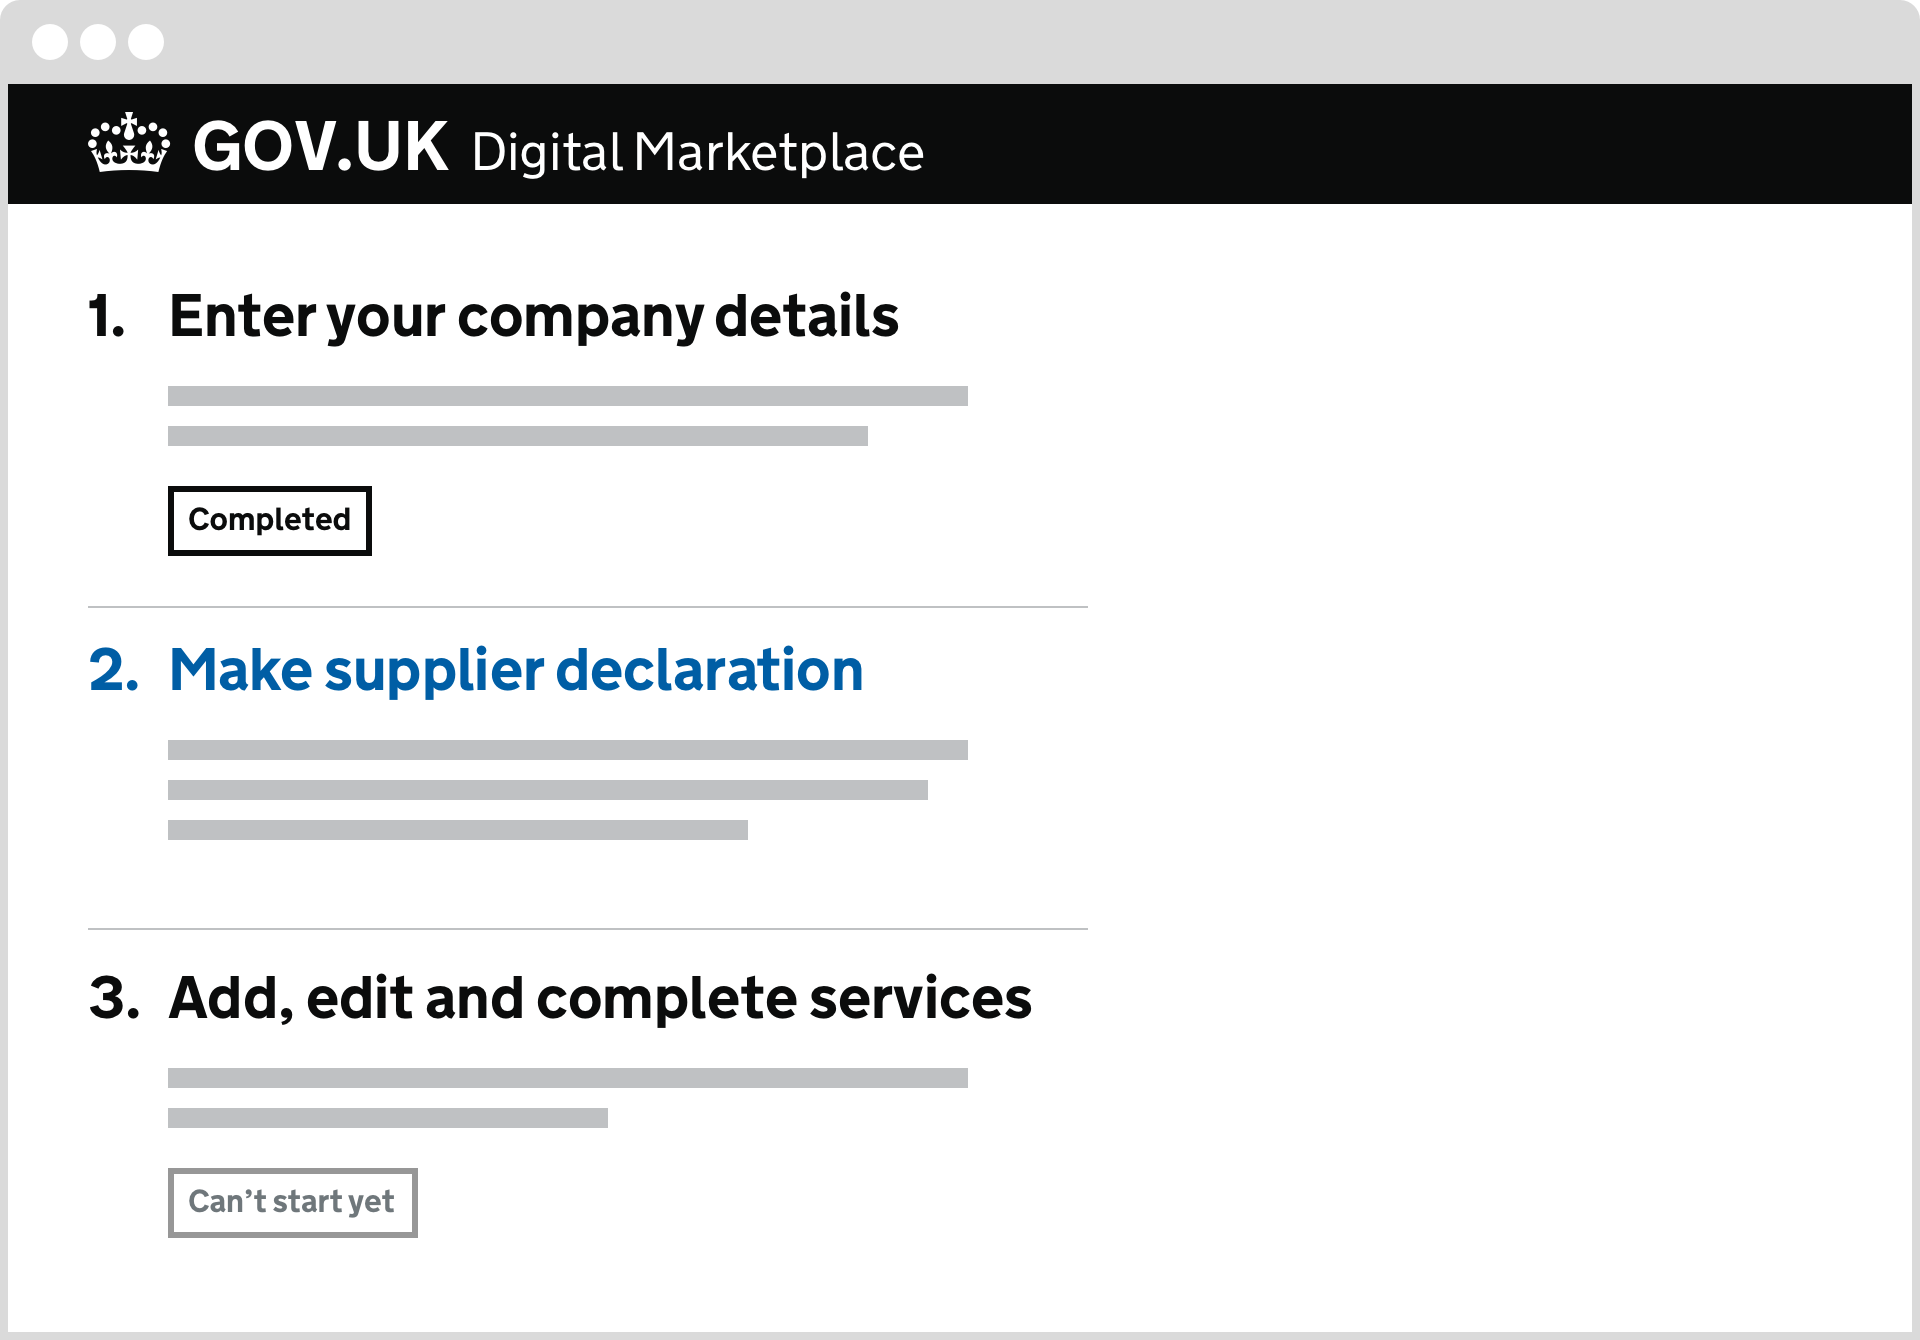 GOV.UK Digital Marketplace
1. Enter your company details
Completed
2. Make supplier declaration
3. Add, edit and complete services
Can’t start yet